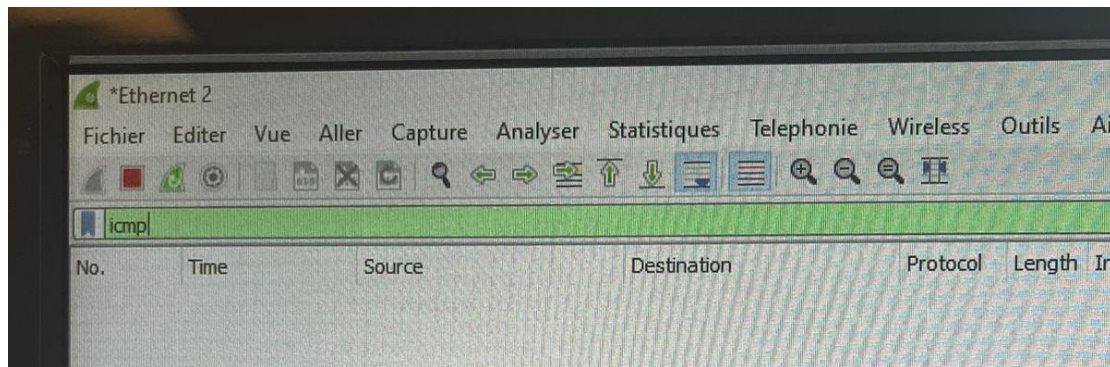 *Ethernet 2
Fichier Editer Vue Aller Capture Analyser Statistiques Telephonie Wireless Outils
icmp
No. Time Source Destination Protocol Length